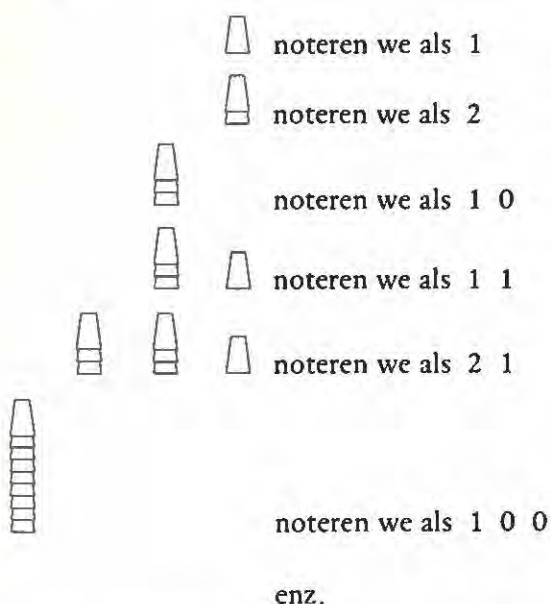 noteren we als 1
noteren we als 2
noteren we als 1 0
noteren we als 1 1
noteren we als 2 1
noteren we als 1 0 0
enz.